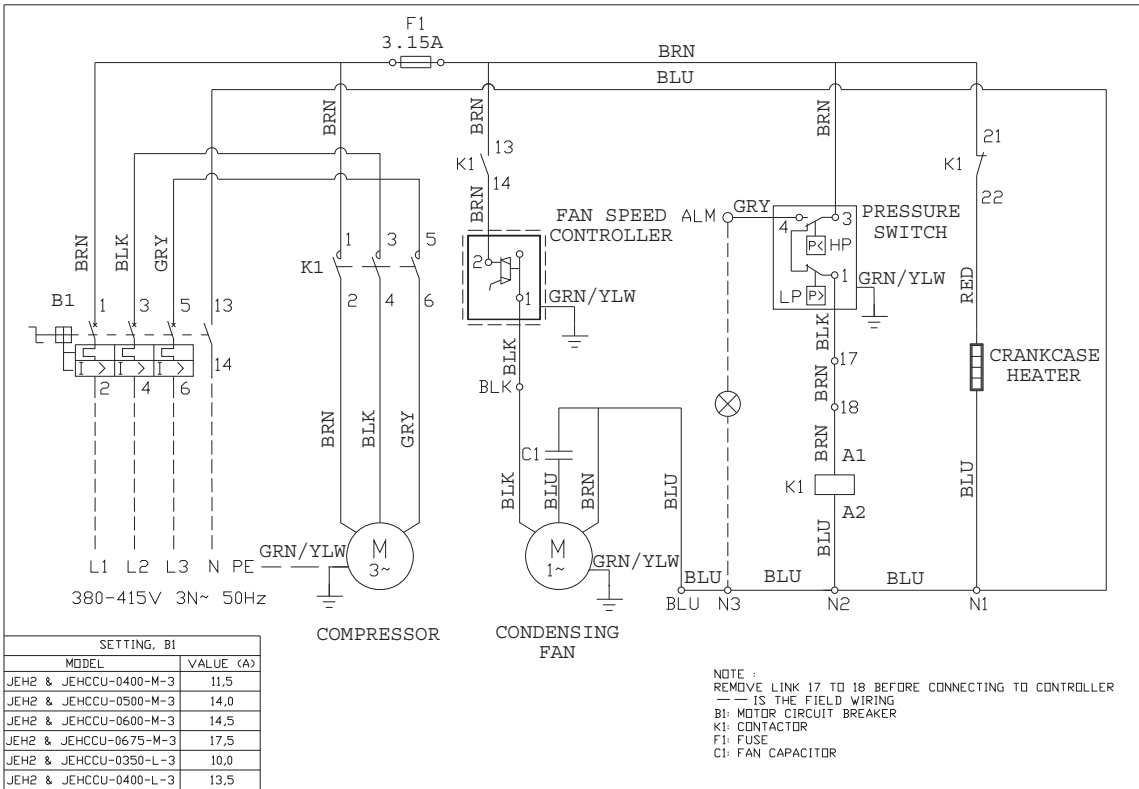 F1
3.15A
BRN
BLU
BRN
BRN
BRN
13
K1
14
BRN
21
K1
22
FAN SPEED
CONTROLLER
ALM
GRY
4
3
P<
HP
PRESSURE
SWITCH
BRN
BLK
GRY
K1
1
3
5
2
4
6
2
1
GRN/YLW
LP
P>
1
GRN/YLW
RED
B1
1
3
5
13
I >
I >
I >
2
4
6
14
BLK
BLK
BLK
17
BRN
18
CRANKCASE
HEATER
BRN
BLK
GRY
C1
BLK
BLU
BRN
BLU
BRN
A1
K1
A2
BLU
BLU
L1
L2
L3
N
PE
GRN/YLW
M
3~
M
1~
GRN/YLW
BLU
BLU
BLU
380-415V 3N~ 50Hz
BLU
N3
N2
N1
COMPRESSOR
CONDENSING
FAN
SETTING, B1
MODEL VALUE (A)
JEH2 & JEHCCU-0400-M-3 11,5
JEH2 & JEHCCU-0500-M-3 14,0
JEH2 & JEHCCU-0600-M-3 14,5
JEH2 & JEHCCU-0675-M-3 17,5
JEH2 & JEHCCU-0350-L-3 10,0
JEH2 & JEHCCU-0400-L-3 13,5
NOTE :
REMOVE LINK 17 TO 18 BEFORE CONNECTING TO CONTROLLER
— — IS THE FIELD WIRING
B1: MOTOR CIRCUIT BREAKER
K1: CONTACTOR
F1: FUSE
C1: FAN CAPACITOR